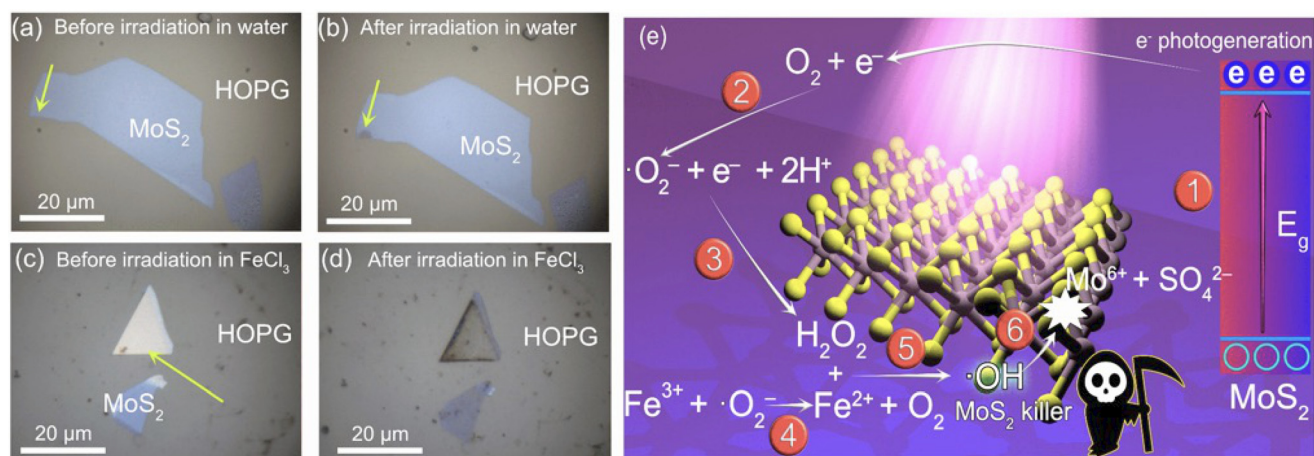 (a) Before irradiation in water
HOPG
MoS₂
20 µm
(b) After irradiation in water
HOPG
MoS₂
20 µm
(c) Before irradiation in FeCl₃
HOPG
MoS₂
20 µm
(d) After irradiation in FeCl₃
HOPG
20 µm
(e)
e⁻ photogeneration
e e e
O₂ + e⁻
2
·O₂⁻ + e⁻ + 2H⁺
1
E_g
3
Mo⁶⁺ + SO₄²⁻
H₂O₂
5
6
+
·OH
Fe³⁺ + ·O₂⁻
Fe²⁺ + O₂
MoS₂ killer
4
MoS₂